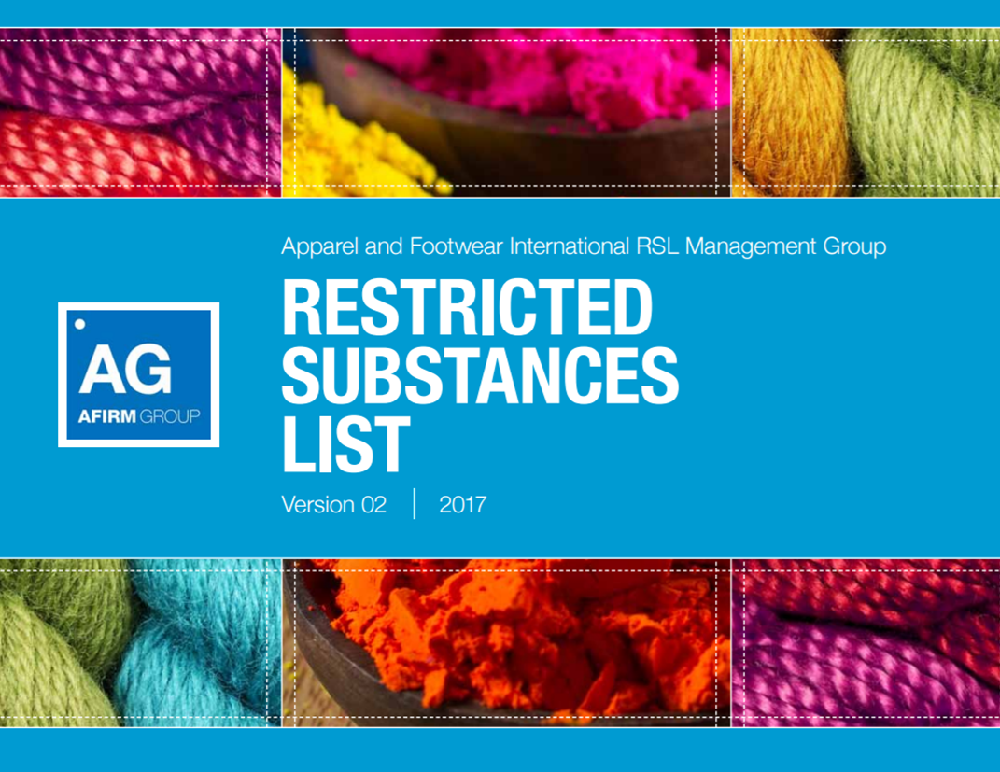 Apparel and Footwear International RSL Management Group
RESTRICTED
SUBSTANCES
LIST
AG
AFIRM GROUP
Version 02 | 2017